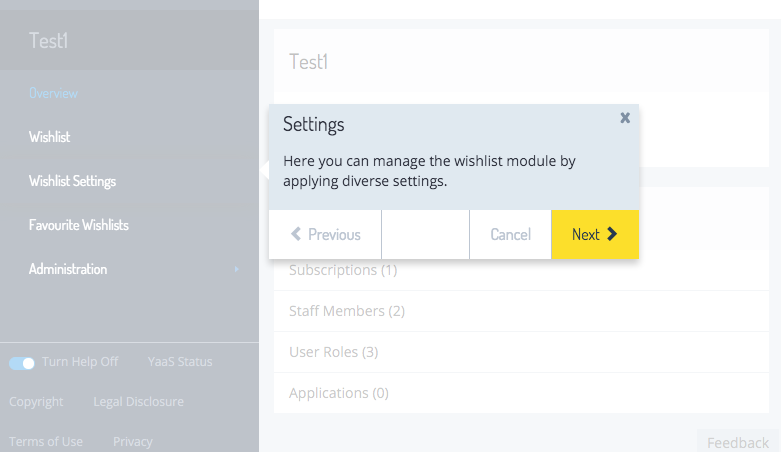 Test1
Overview
Wishlist
Wishlist Settings
Favourite Wishlists
Administration
Turn Help Off
YaaS Status
Copyright
Legal Disclosure
Terms of Use
Privacy
Test1
Settings
x
Here you can manage the wishlist module by
applying diverse settings.
Previous
Cancel
Next
Subscriptions (1)
Staff Members (2)
User Roles (3)
Applications (0)
Feedback